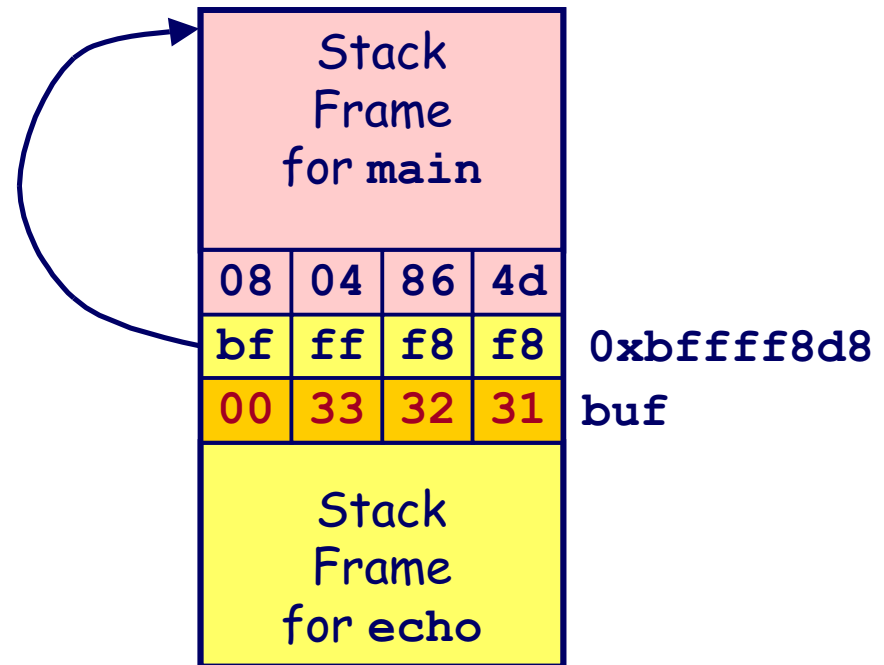 Stack
Frame
for main
08 04 86 4d
bf ff f8 f8 0xbffff8d8
00 33 32 31 buf
Stack
Frame
for echo